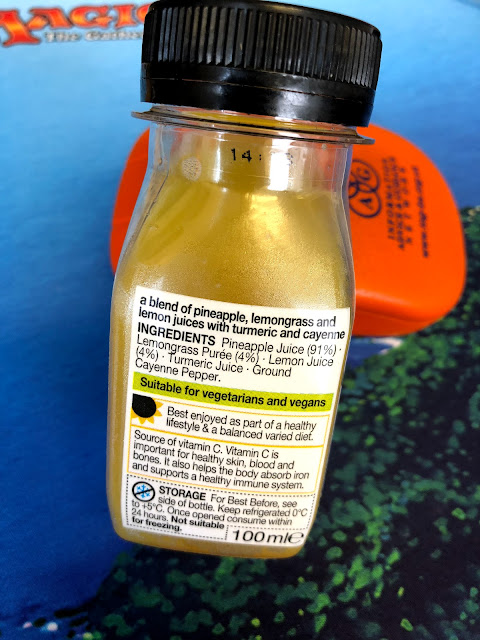 MAGIC
The Gathering
14:
a blend of pineapple, lemongrass and
lemon juices with turmeric and cayenne
INGREDIENTS Pineapple Juice (91%) ·
Lemongrass Purée (4%) · Lemon Juice
(4%) · Turmeric Juice · Ground
Cayenne Pepper.
Suitable for vegetarians and vegans
Best enjoyed as part of a healthy
lifestyle & a balanced varied diet.
Source of vitamin C. Vitamin C is
important for healthy skin, blood and
bones. It also helps the body absorb iron
and supports a healthy immune system.
STORAGE For Best Before, see
side of bottle. Keep refrigerated 0°C
to +5°C. Once opened consume within
24 hours. Not suitable
for freezing.
100ml℮